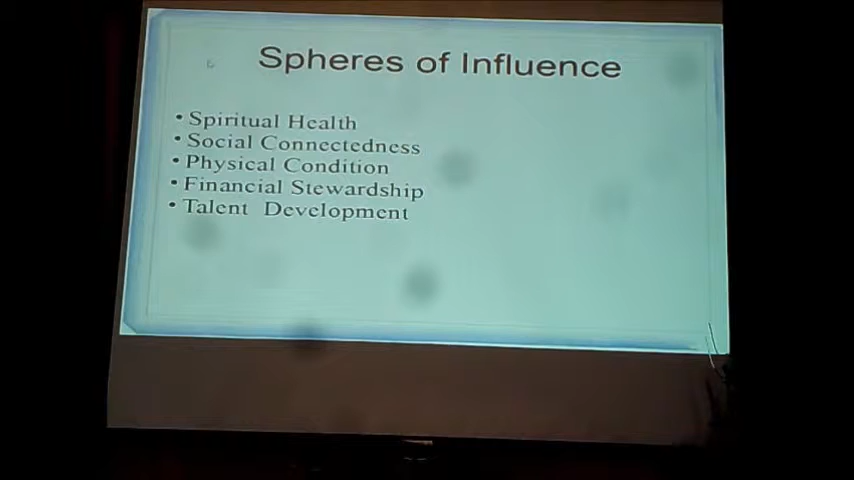 Spheres of Influence
• Spiritual Health
• Social Connectedness
• Physical Condition
• Financial Stewardship
• Talent Development